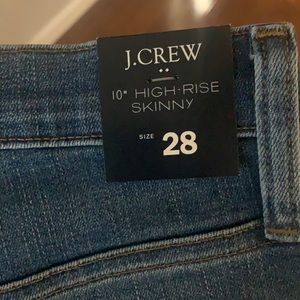 J.CREW
10" HIGH-RISE
SKINNY
SIZE 28